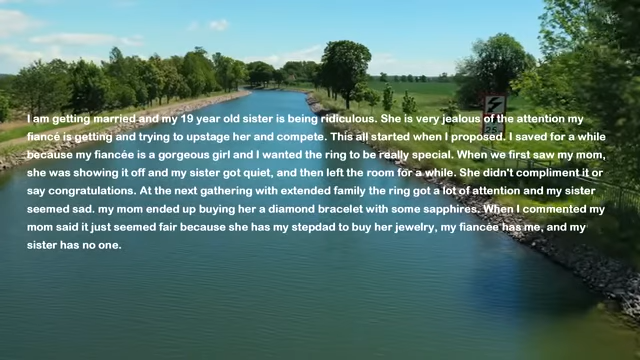 I am getting married and my 19 year old sister is being ridiculous. She is very jealous of the attention my
fiancé is getting and trying to upstage her and compete. This all started when I proposed. I saved for a while
because my fiancée is a gorgeous girl and I wanted the ring to be really special. When we first saw my mom,
she was showing it off and my sister got quiet, and then left the room for a while. She didn't compliment it or
say congratulations. At the next gathering with extended family the ring got a lot of attention and my sister
seemed sad. my mom ended up buying her a diamond bracelet with some sapphires. When I commented my
mom said it just seemed fair because she has my stepdad to buy her jewelry, my fiancée has me, and my
sister has no one.